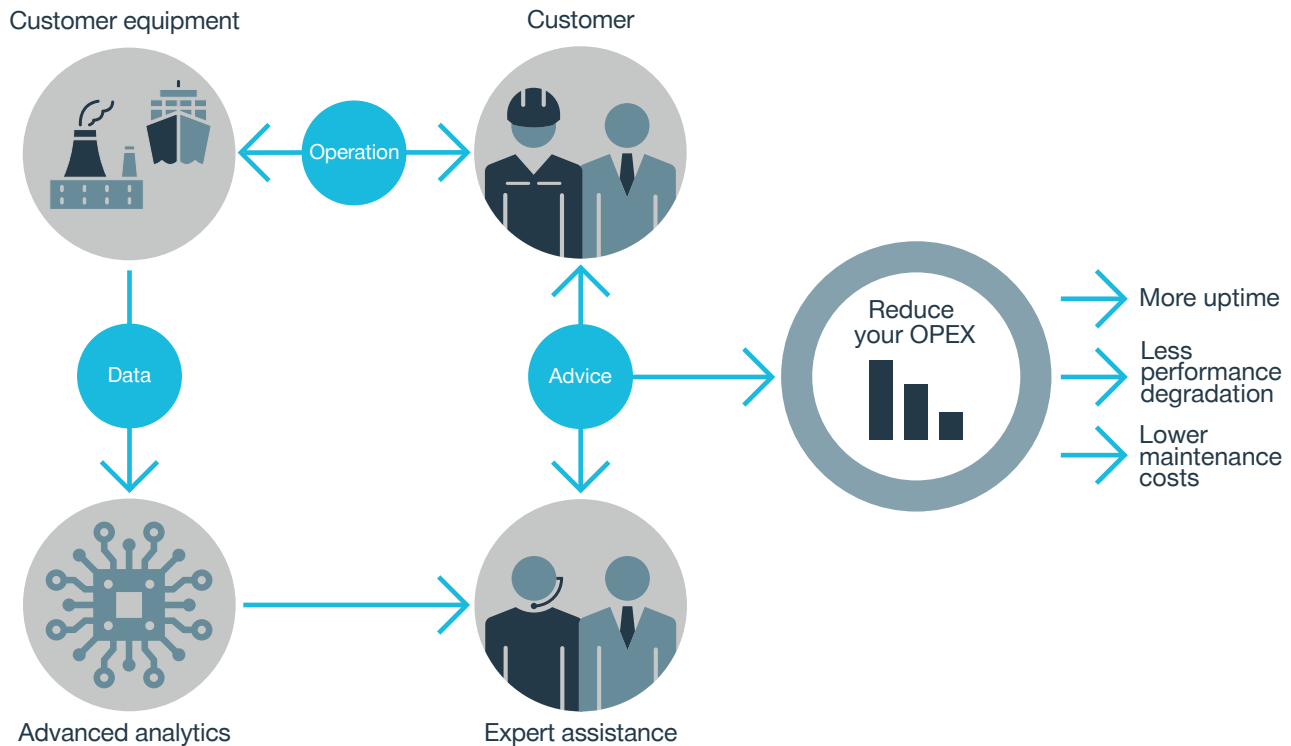 Customer equipment
Customer
Operation
Data
Advice
Reduce
your OPEX
More uptime
Less
performance
degradation
Lower
maintenance
costs
Advanced analytics
Expert assistance